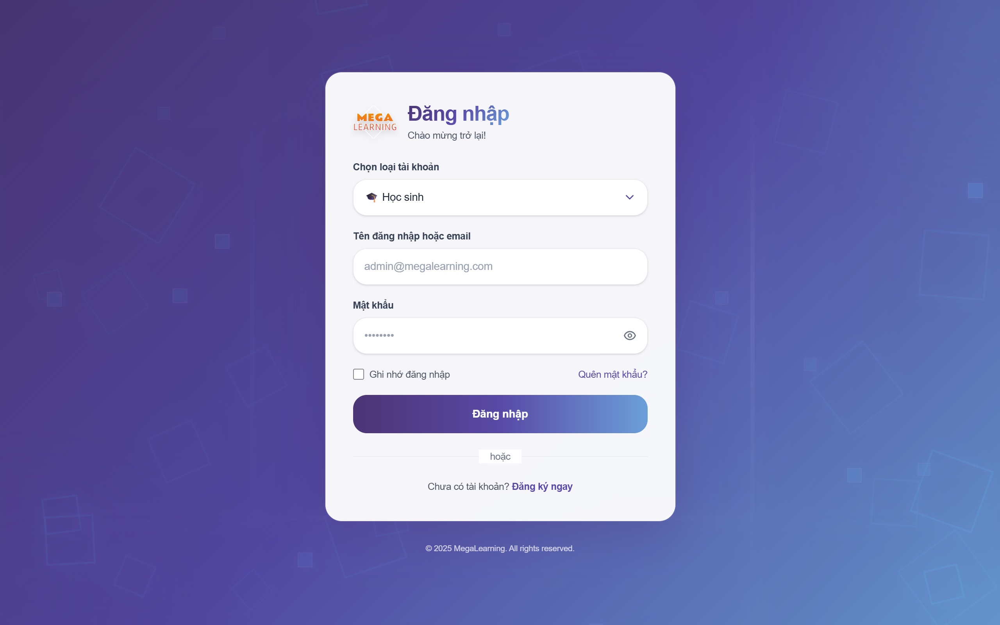 MEGA
LEARNING
Đăng nhập
Chào mừng trở lại!
Chọn loại tài khoản
🎓 Học sinh
Tên đăng nhập hoặc email
admin@megalearning.com
Mật khẩu
••••••••
Ghi nhớ đăng nhập
Quên mật khẩu?
Đăng nhập
hoặc
Chưa có tài khoản? Đăng ký ngay
© 2025 MegaLearning. All rights reserved.